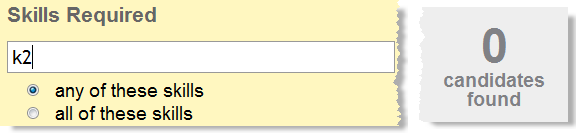 Skills Required
k2
any of these skills
all of these skills
0
candidates
found